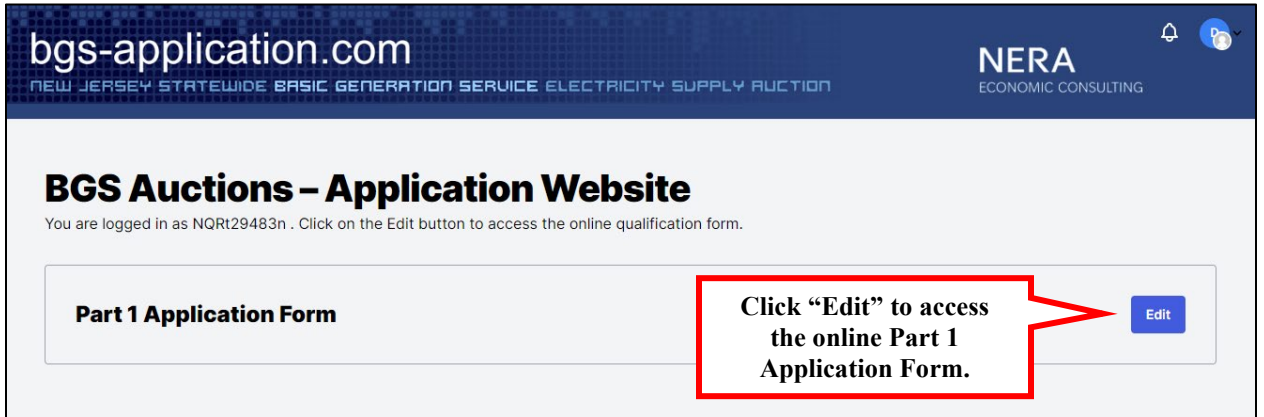 bgs-application.com
NEW JERSEY STATEWIDE BASIC GENERATION SERVICE ELECTRICITY SUPPLY AUCTION
NERA
ECONOMIC CONSULTING
D
BGS Auctions – Application Website
You are logged in as NQRt29483n . Click on the Edit button to access the online qualification form.
Part 1 Application Form
Click “Edit” to access
the online Part 1
Application Form.
Edit